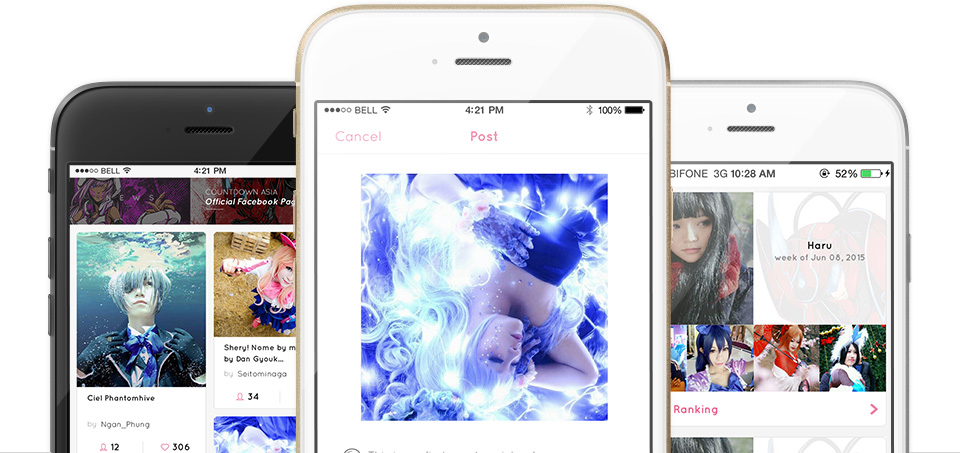 BELL
4:21 PM
NEWS
COUNTDOWN ASIA
Official Facebook Pag
Ciel Phantomhive
by Ngan_Phung
12
306
Shery! Nome by m
by Dan Gyouk...
by Seitominaga
34
BELL
4:21 PM
100%
Cancel
Post
BIFONE 3G 10:28 AM
52%
Haru
week of Jun 08, 2015
Ranking